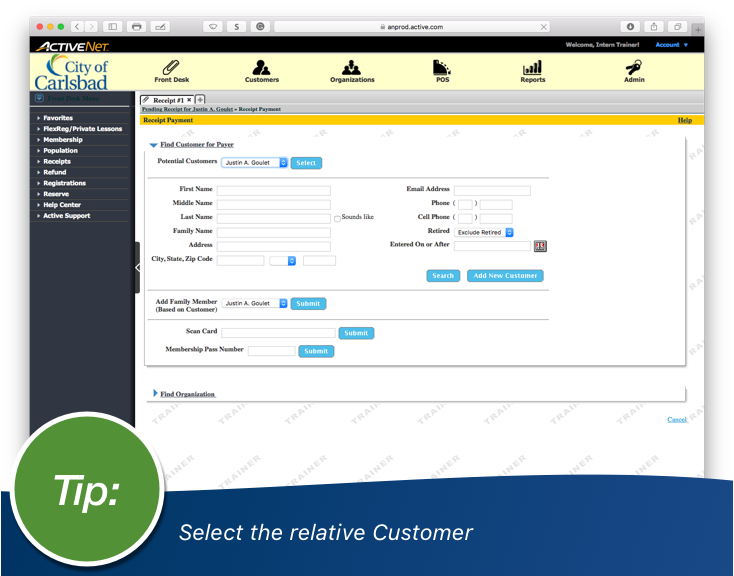 anprod.active.com
ACTIVENet
Welcome, Intern Trainer!
Account
City of
Carlsbad
Front Desk
Customers
Organizations
POS
Reports
Admin
Receipt #1
Pending Receipt for Justin A. Goulet » Receipt Payment
Receipt Payment
Help
Favorites
FlexReg/Private Lessons
Membership
Population
Receipts
Refund
Registrations
Reserve
Help Center
Active Support
Find Customer for Payer
Potential Customers Justin A. Goulet Select
First Name
Email Address
Middle Name
Phone ( )
Last Name
Sounds like
Cell Phone ( )
Family Name
Retired Exclude Retired
Address
Entered On or After
City, State, Zip Code
Search Add New Customer
Add Family Member
(Based on Customer)
Justin A. Goulet Submit
Scan Card Submit
Membership Pass Number Submit
Find Organization
Cancel
TRAINER
Tip:
Select the relative Customer